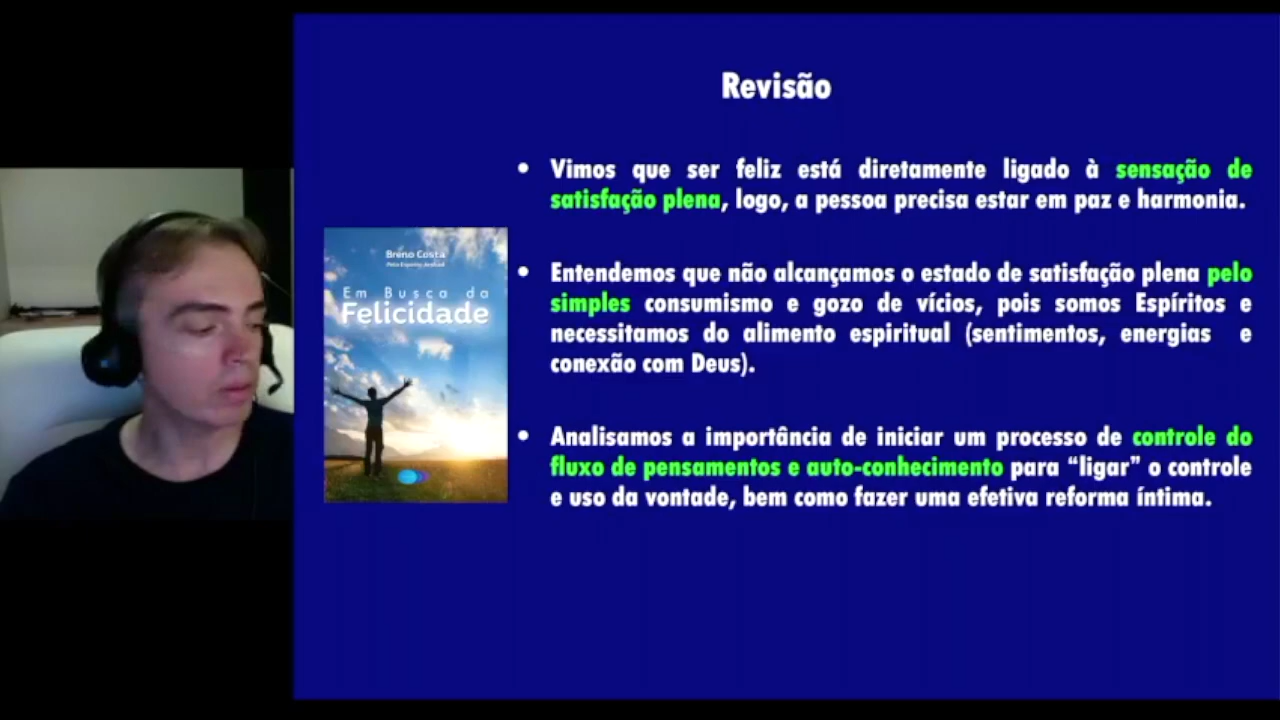 Revisão
• Vimos que ser feliz está diretamente ligado à sensação de
satisfação plena, logo, a pessoa precisa estar em paz e harmonia.
Breno Costa
Pelo Espírito
Em Busca da
Felicidade
• Entendemos que não alcançamos o estado de satisfação plena pelo
simples consumismo e gozo de vícios, pois somos Espíritos e
necessitamos do alimento espiritual (sentimentos, energias e
conexão com Deus).
• Analisamos a importância de iniciar um processo de controle do
fluxo de pensamentos e auto-conhecimento para “ligar” o controle
e uso da vontade, bem como fazer uma efetiva reforma íntima.